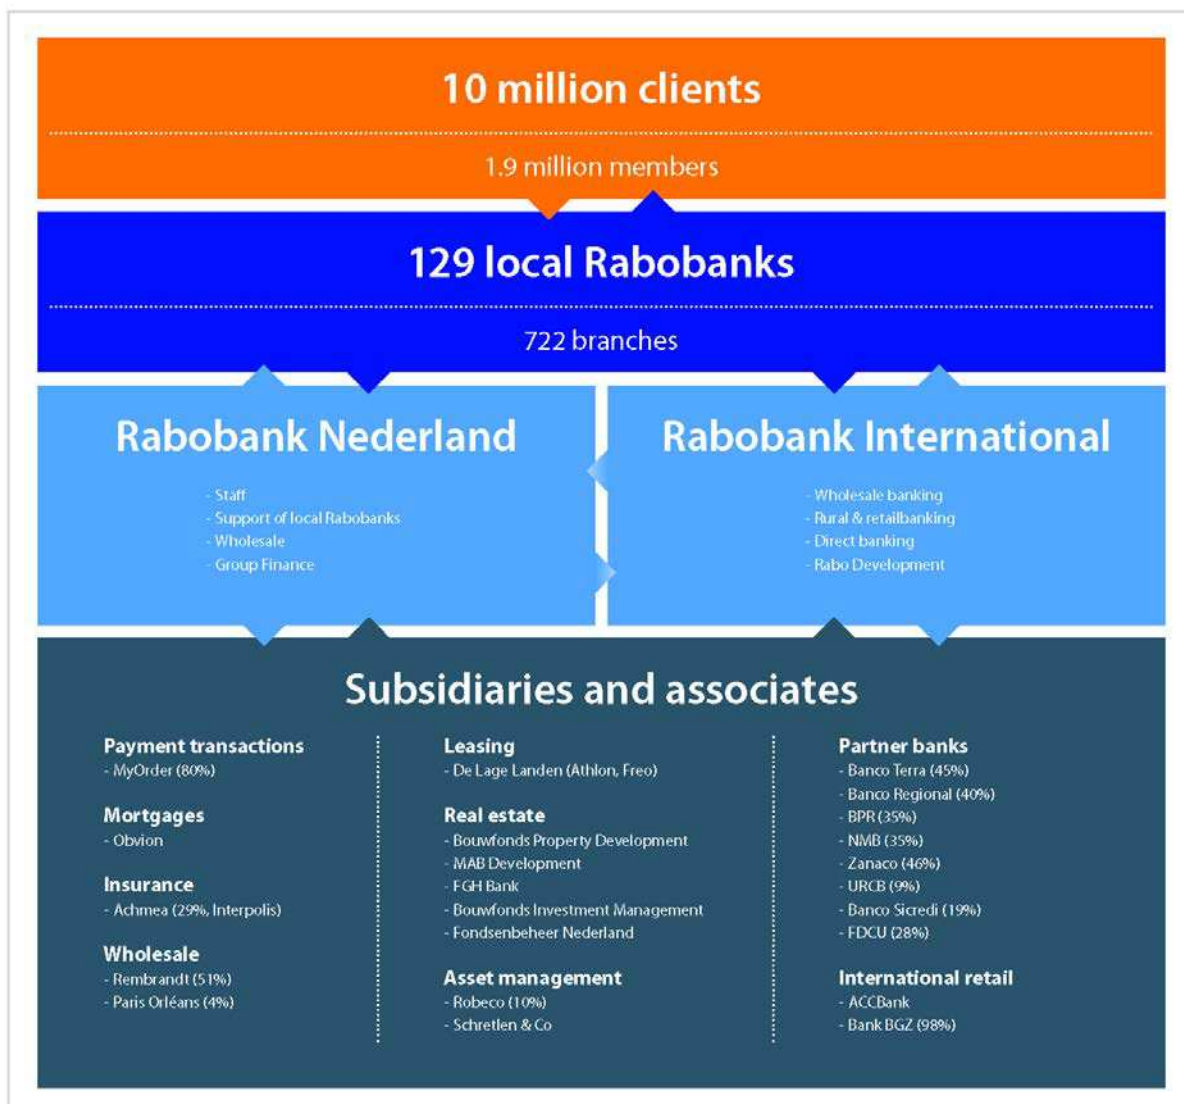 10 million clients
1.9 million members
129 local Rabobanks
722 branches
Rabobank Nederland
- Staff
- Support of local Rabobanks
- Wholesale
- Group Finance
Rabobank International
- Wholesale banking
- Rural & retailbanking
- Direct banking
- Rabo Development
Subsidiaries and associates
Payment transactions
- MyOrder (80%)
Mortgages
- Obvion
Insurance
- Achmea (29%, Interpolis)
Wholesale
- Rembrandt (51%)
- Paris Orléans (4%)
Leasing
- De Lage Landen (Athlon, Freo)
Real estate
- Bouwfonds Property Development
- MAB Development
- FGH Bank
- Bouwfonds Investment Management
- Fondsenbeheer Nederland
Asset management
- Robeco (10%)
- Schretlen & Co
Partner banks
- Banco Terra (45%)
- Banco Regional (40%)
- BPR (35%)
- NMB (35%)
- Zanaco (46%)
- URCB (9%)
- Banco Sicredi (19%)
- FDCU (28%)
International retail
- ACCBank
- Bank BGZ (98%)